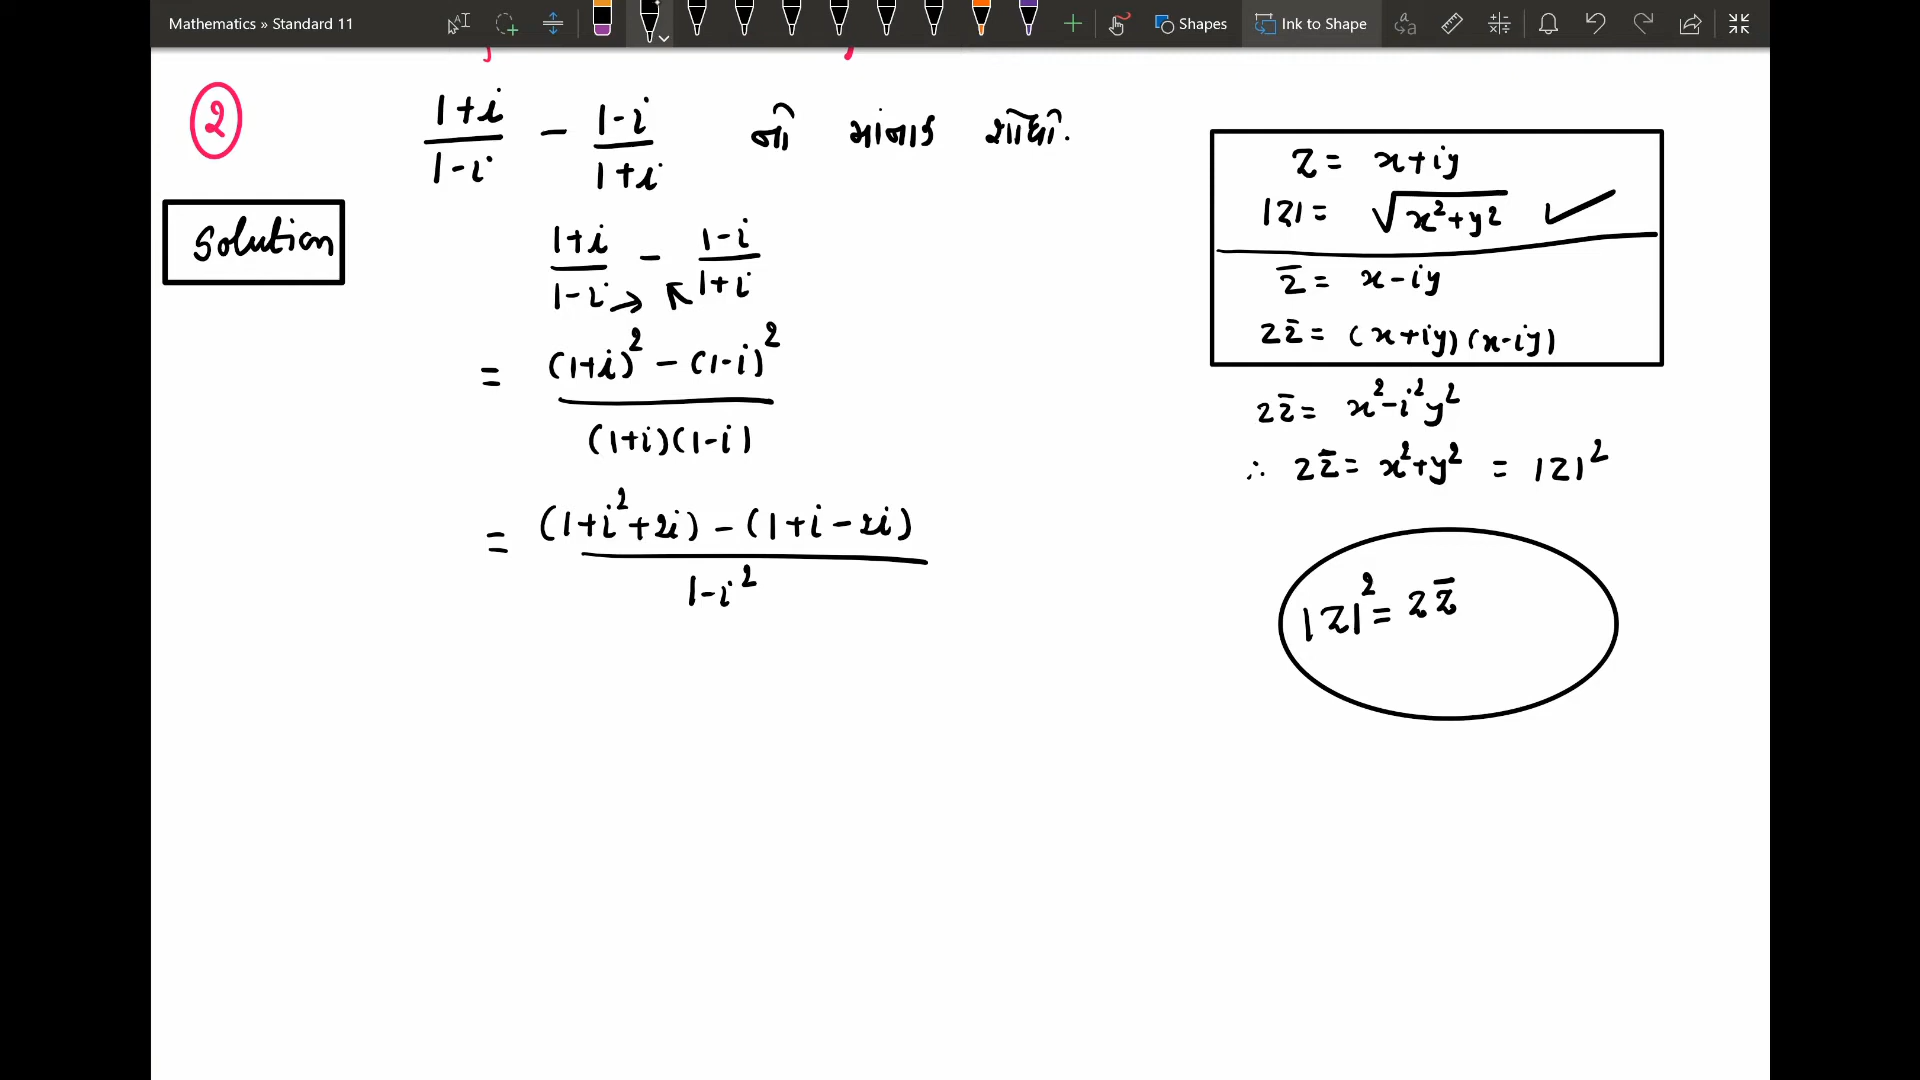 Mathematics » Standard 11
Shapes
Ink to Shape
2
(1+i)/(1-i) - (1-i)/(1+i) નો માનાંક શોધો.
Solution
(1+i)/(1-i) - (1-i)/(1+i)
= ((1+i)² - (1-i)²)/((1+i)(1-i))
= ((1+i²+2i) - (1+i-2i))/(1-i²)
z = x+iy
|z| = √(x²+y²) ✓
z̄ = x-iy
zz̄ = (x+iy)(x-iy)
zz̄ = x²-i²y²
∴ zz̄ = x²+y² = |z|²
|z|² = zz̄